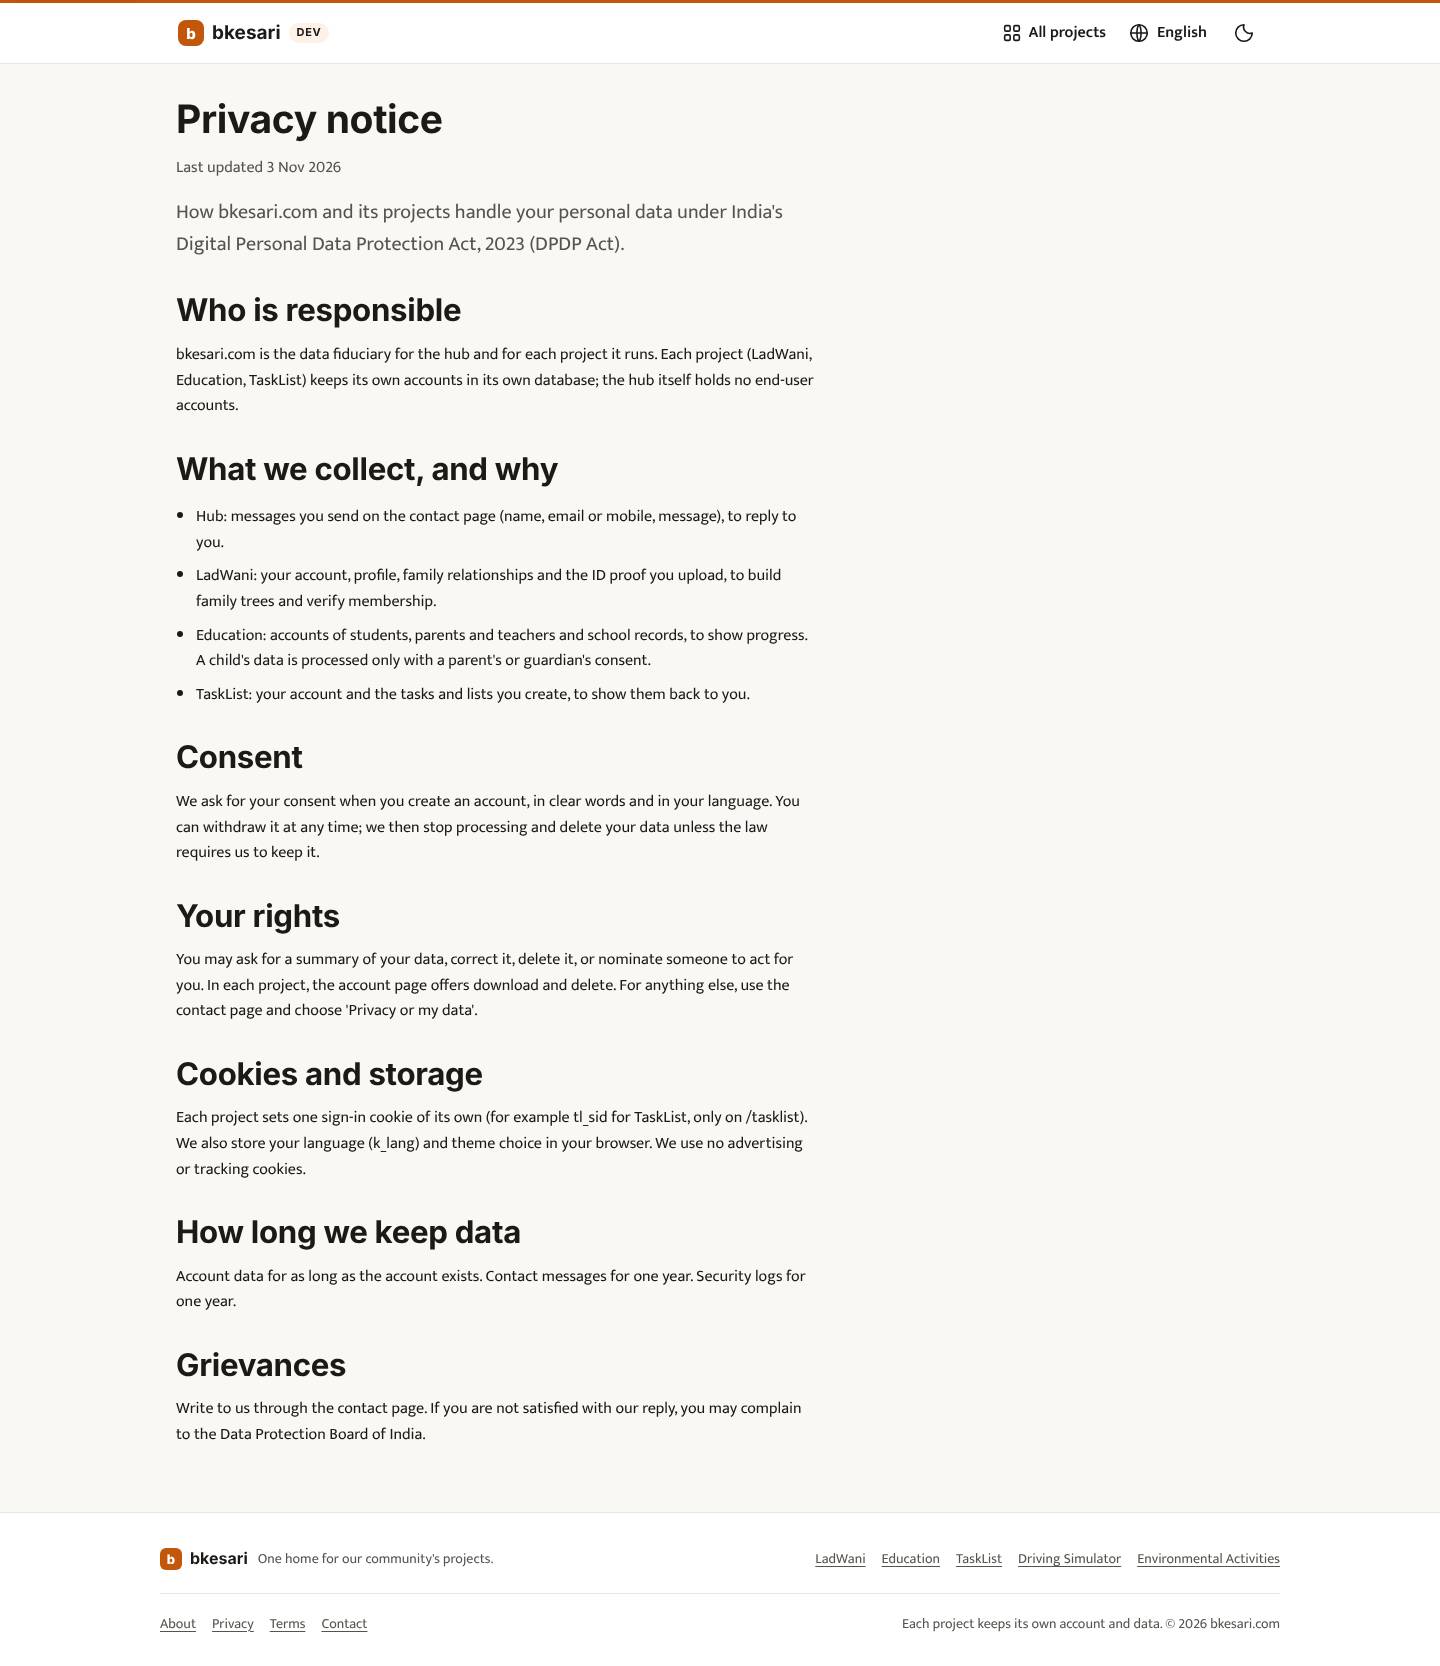 b bkesari DEV
All projects English
Privacy notice
Last updated 3 Nov 2026
How bkesari.com and its projects handle your personal data under India's
Digital Personal Data Protection Act, 2023 (DPDP Act).
Who is responsible
bkesari.com is the data fiduciary for the hub and for each project it runs. Each project (LadWani,
Education, TaskList) keeps its own accounts in its own database; the hub itself holds no end-user
accounts.
What we collect, and why
• Hub: messages you send on the contact page (name, email or mobile, message), to reply to
you.
• LadWani: your account, profile, family relationships and the ID proof you upload, to build
family trees and verify membership.
• Education: accounts of students, parents and teachers and school records, to show progress.
A child's data is processed only with a parent's or guardian's consent.
• TaskList: your account and the tasks and lists you create, to show them back to you.
Consent
We ask for your consent when you create an account, in clear words and in your language. You
can withdraw it at any time; we then stop processing and delete your data unless the law
requires us to keep it.
Your rights
You may ask for a summary of your data, correct it, delete it, or nominate someone to act for
you. In each project, the account page offers download and delete. For anything else, use the
contact page and choose 'Privacy or my data'.
Cookies and storage
Each project sets one sign-in cookie of its own (for example tl_sid for TaskList, only on /tasklist).
We also store your language (k_lang) and theme choice in your browser. We use no advertising
or tracking cookies.
How long we keep data
Account data for as long as the account exists. Contact messages for one year. Security logs for
one year.
Grievances
Write to us through the contact page. If you are not satisfied with our reply, you may complain
to the Data Protection Board of India.
b bkesari One home for our community's projects.
LadWani Education TaskList Driving Simulator Environmental Activities
About Privacy Terms Contact
Each project keeps its own account and data. © 2026 bkesari.com